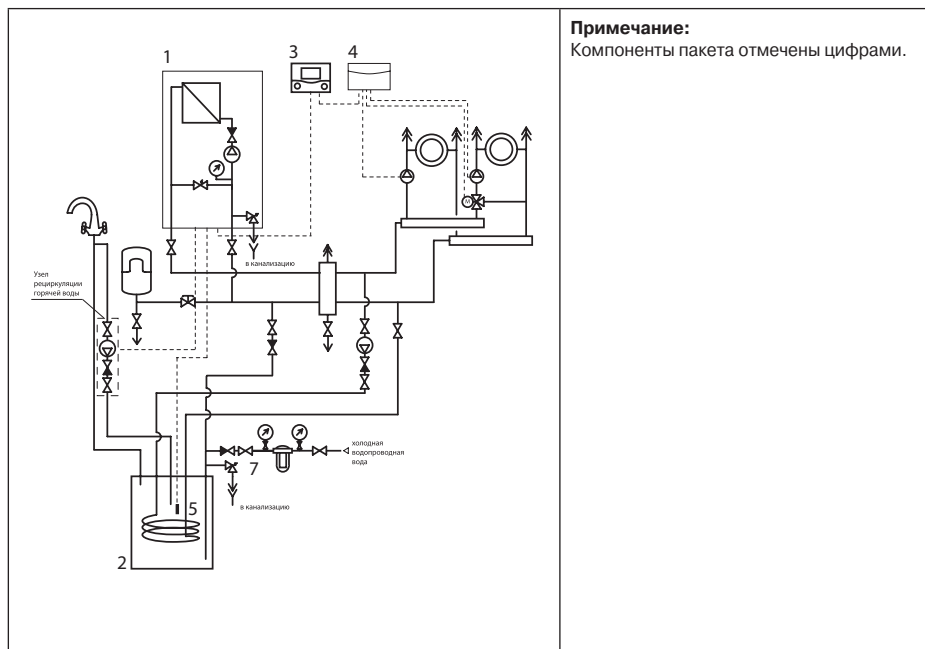 Примечание:
Компоненты пакета отмечены цифрами.
1
3
4
M
в канализацию
Узел
рециркуляции
горячей воды
холодная
водопроводная
вода
7
в канализацию
5
2